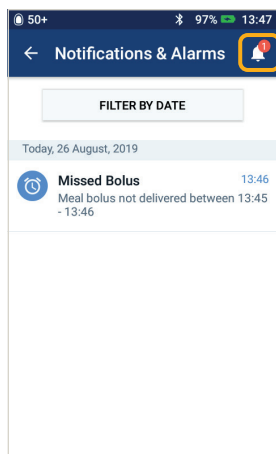 50+ 97% 13:47
Notifications & Alarms 1
FILTER BY DATE
Today, 26 August, 2019
Missed Bolus 13:46
Meal bolus not delivered between 13:45
- 13:46